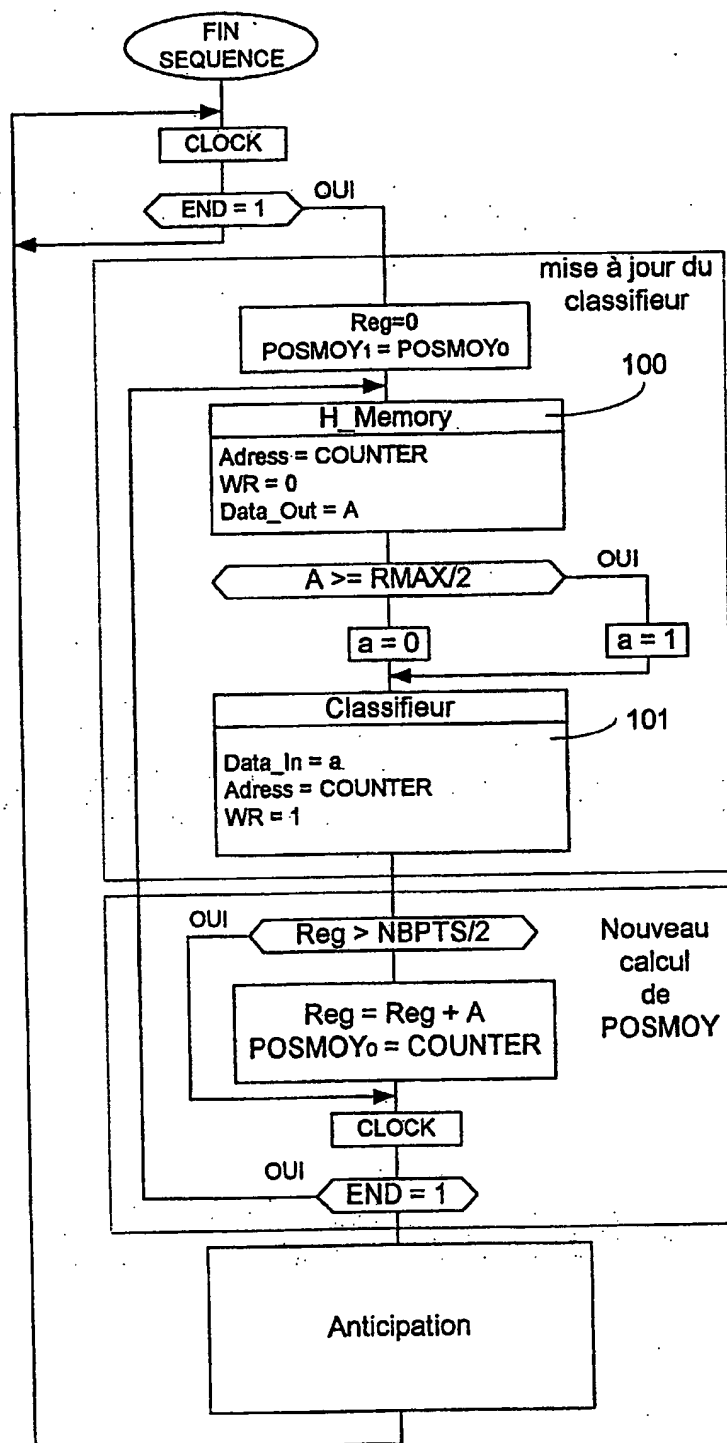 FIN
SEQUENCE
CLOCK
END = 1
OUI
mise à jour du
classifieur
Reg=0
POSMOY1 = POSMOY0
100
H_Memory
Adress = COUNTER
WR = 0
Data_Out = A
A >= RMAX/2
OUI
a = 0
a = 1
Classifieur
101
Data_In = a
Adress = COUNTER
WR = 1
OUI
Reg > NBPTS/2
Nouveau
calcul
de
POSMOY
Reg = Reg + A
POSMOY0 = COUNTER
CLOCK
OUI
END = 1
Anticipation